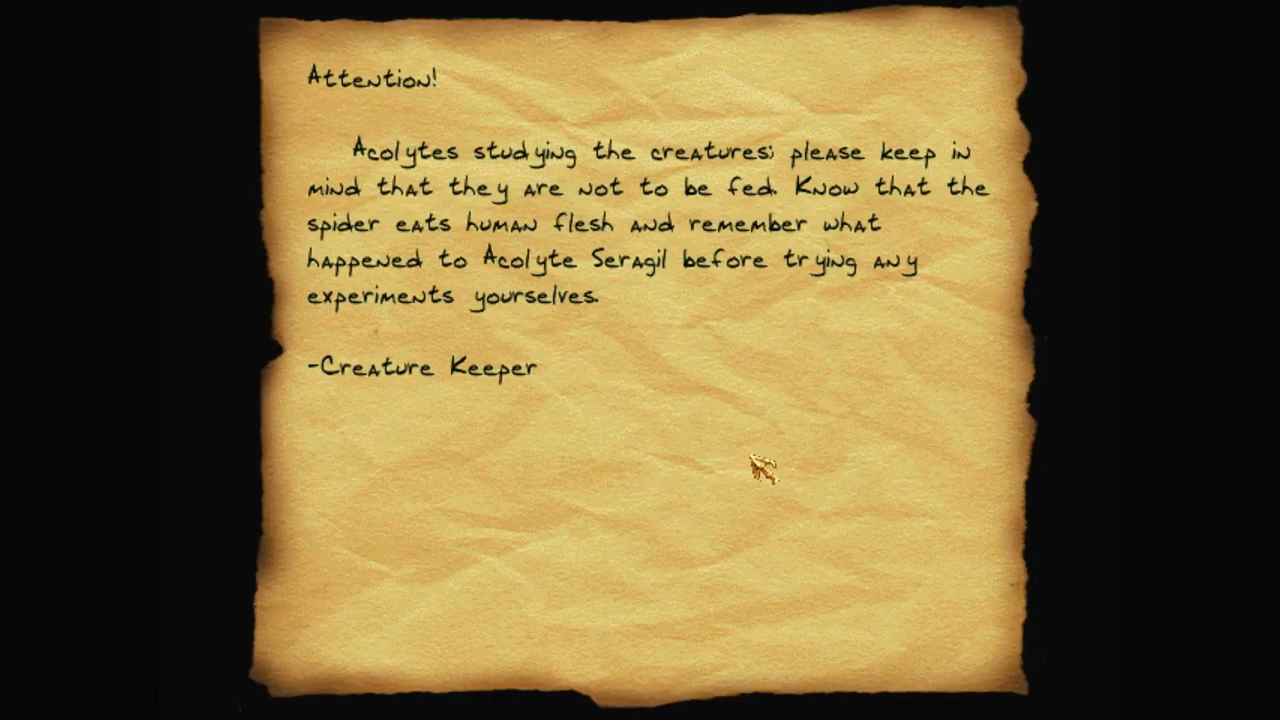 Attention!
Acolytes studying the creatures; please keep in
mind that they are not to be fed. Know that the
spider eats human flesh and remember what
happened to Acolyte Seragil before trying any
experiments yourselves.
-Creature Keeper